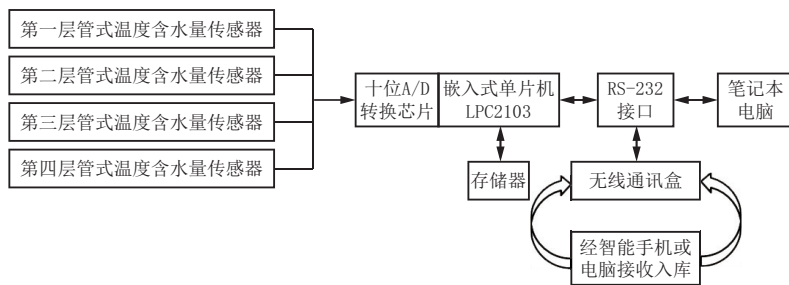 第一层管式温度含水量传感器
第二层管式温度含水量传感器
第三层管式温度含水量传感器
第四层管式温度含水量传感器
十位A/D
转换芯片
嵌入式单片机
LPC2103
RS-232
接口
笔记本
电脑
存储器
无线通讯盒
经智能手机或
电脑接收入库